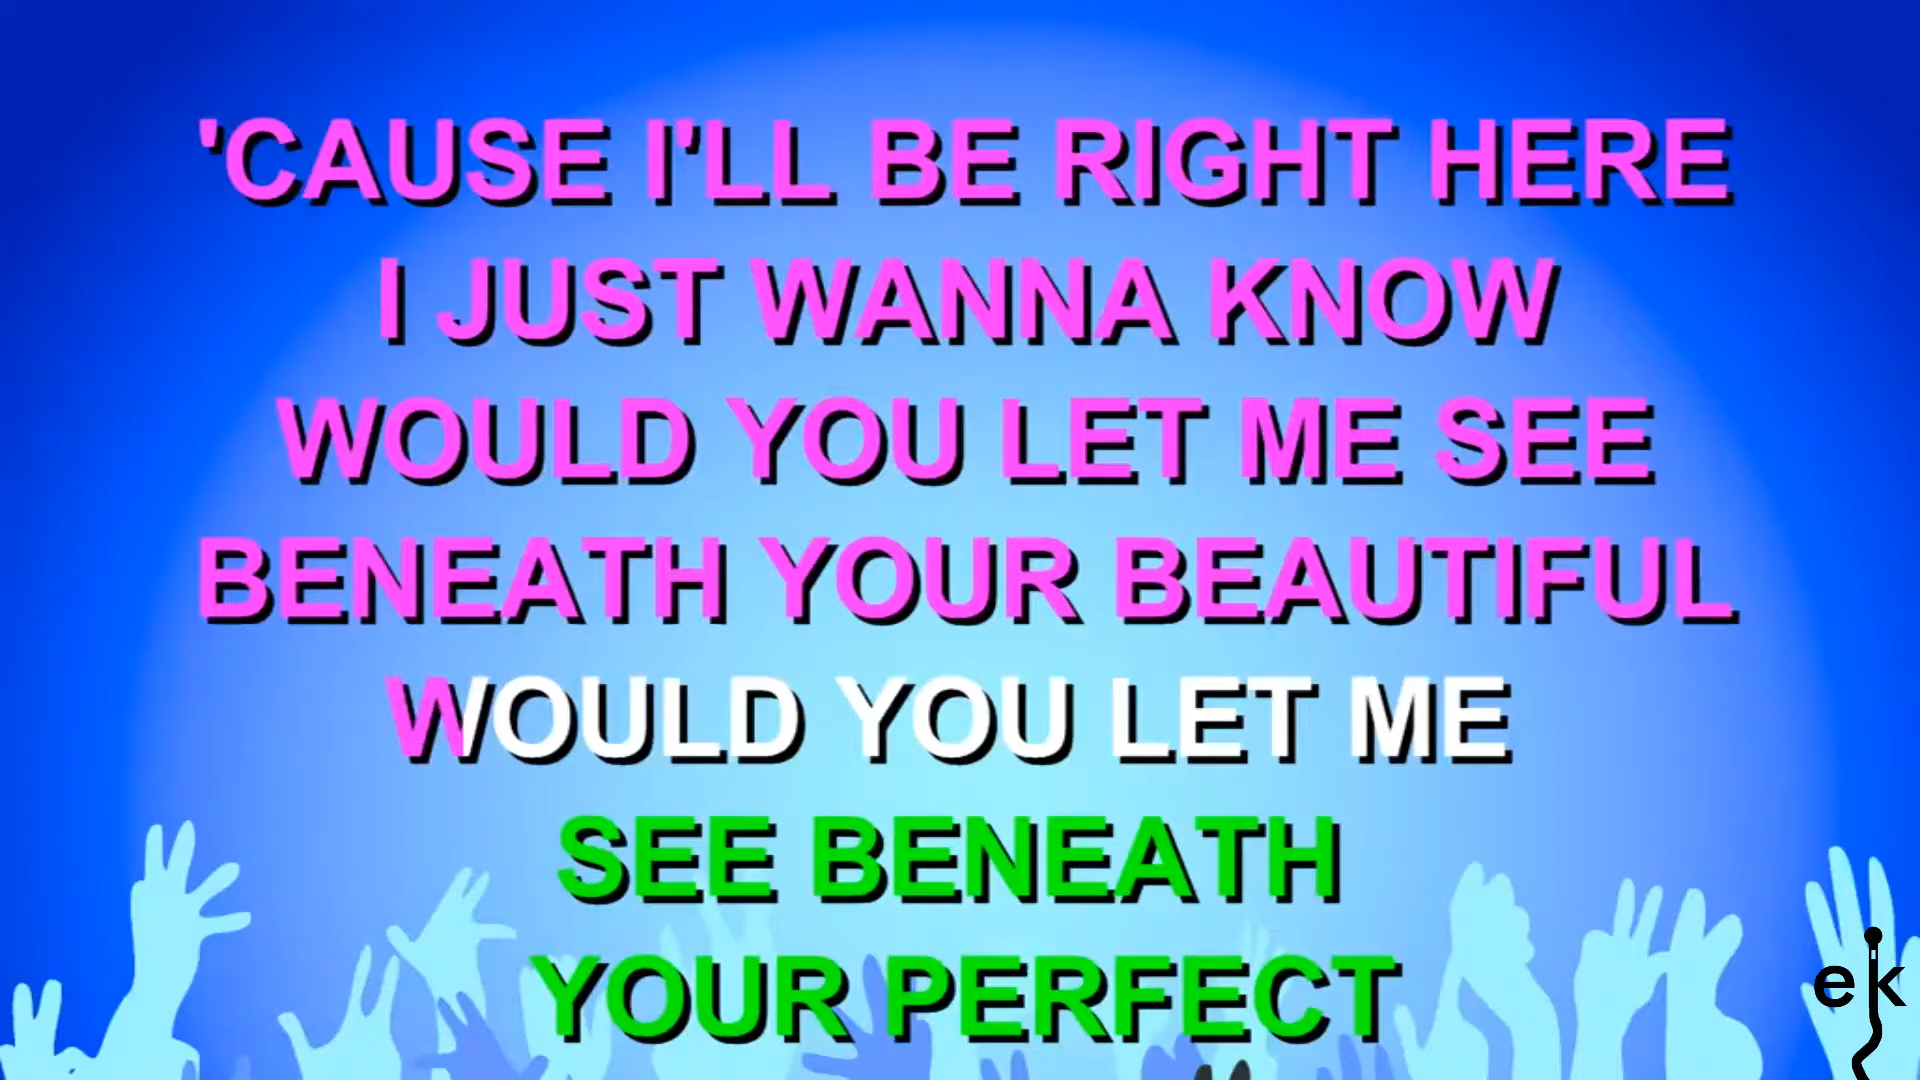 'CAUSE I'LL BE RIGHT HERE
I JUST WANNA KNOW
WOULD YOU LET ME SEE
BENEATH YOUR BEAUTIFUL
WOULD YOU LET ME
SEE BENEATH
YOUR PERFECT
ek